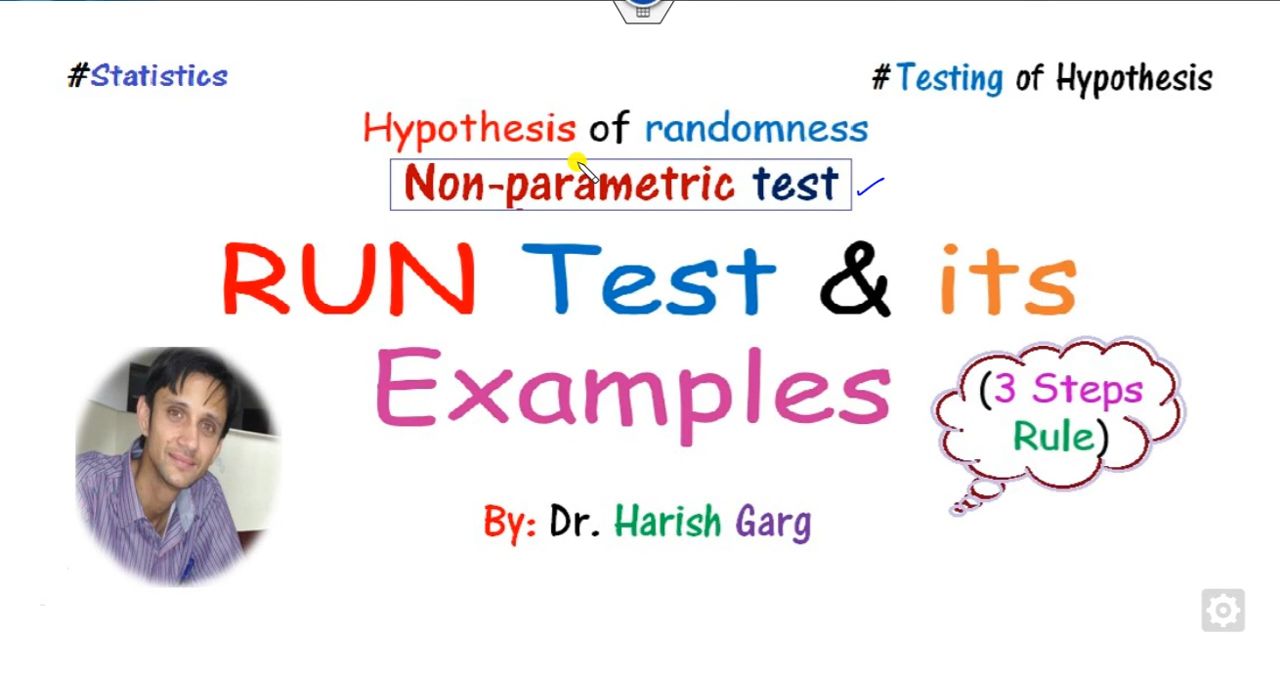 #Statistics
#Testing of Hypothesis
Hypothesis of randomness
Non-parametric test
RUN Test & its
Examples
(3 Steps
Rule)
By: Dr. Harish Garg